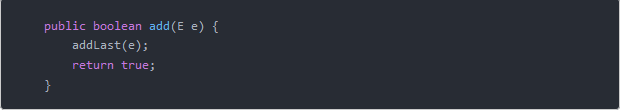 public boolean add(E e) {
    addLast(e);
    return true;
}